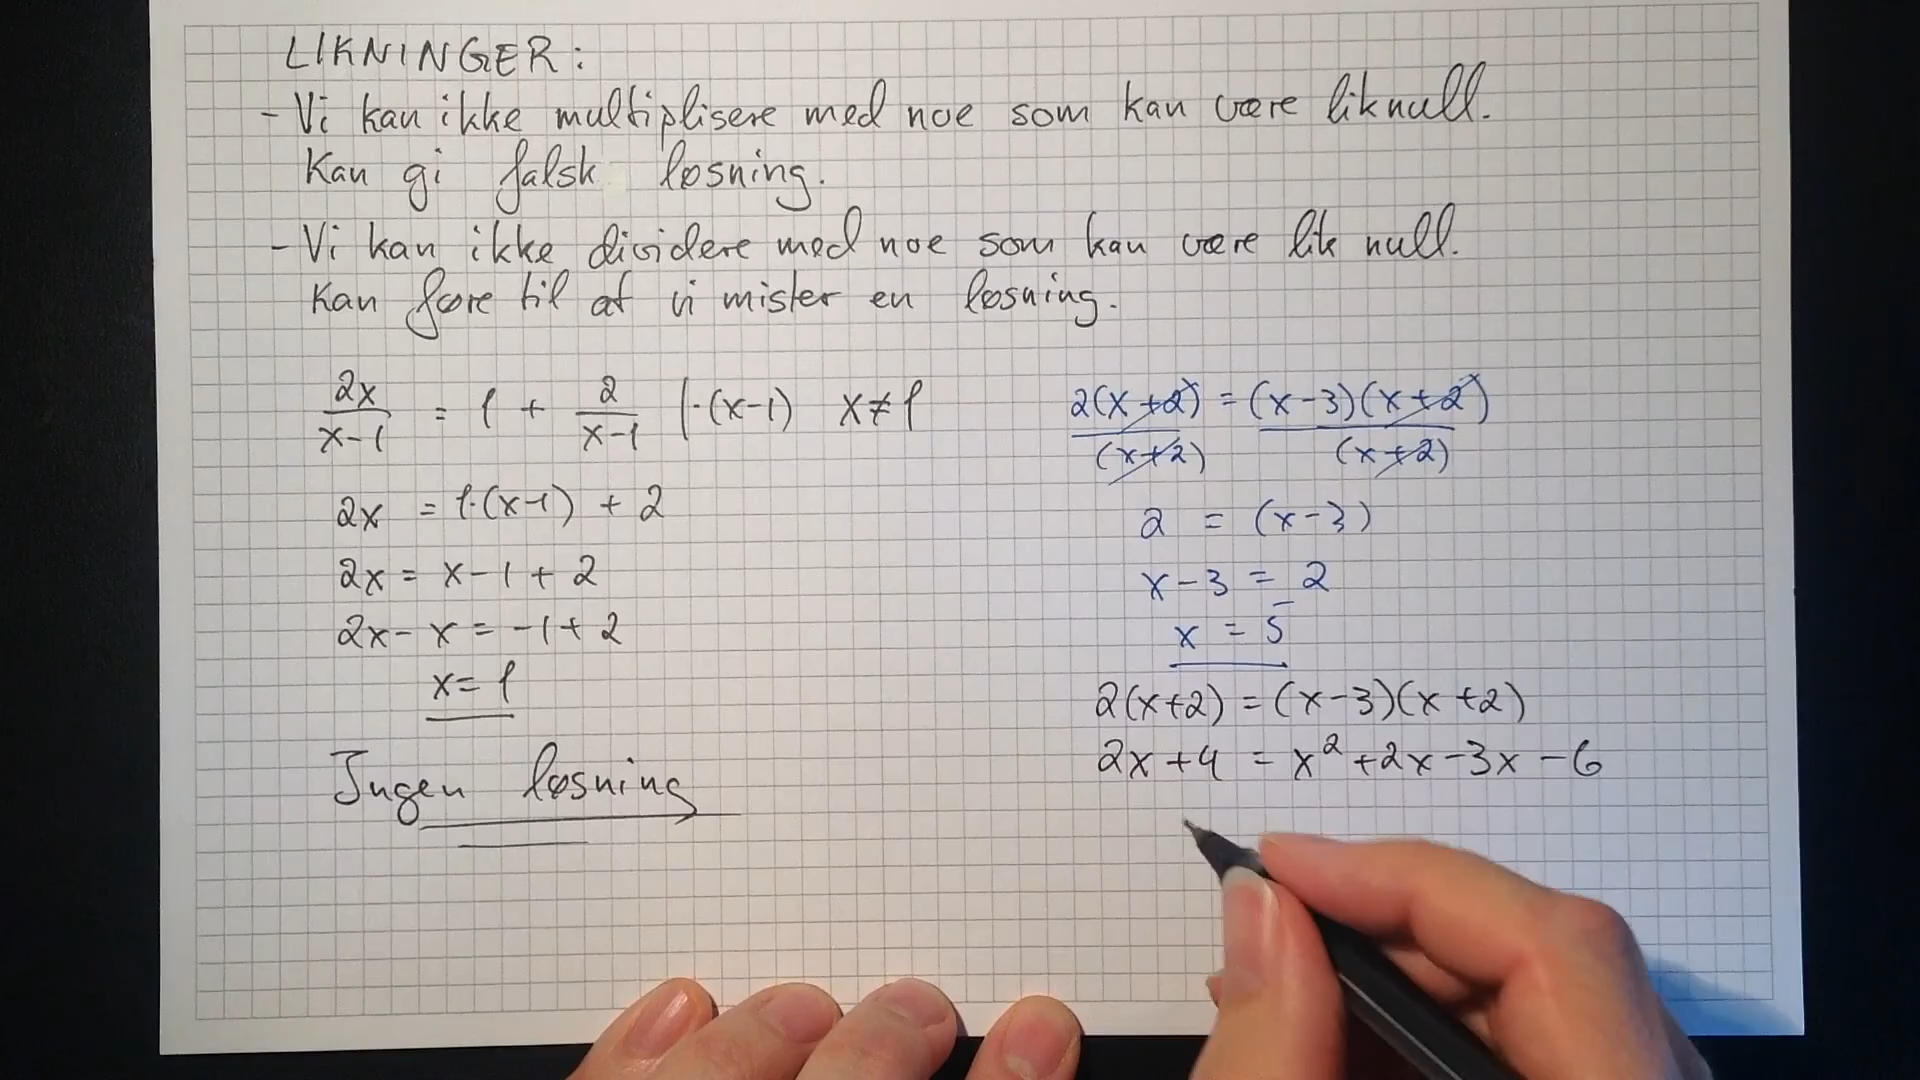 LIKNINGER:
- Vi kan ikke multiplisere med noe som kan være lik null.
Kan gi falsk løsning.
- Vi kan ikke dividere med noe som kan være lik null.
Kan føre til at vi mister en løsning.
2x/(x-1) = 1 + 2/(x-1) |·(x-1) x≠1
2x = 1·(x-1) + 2
2x = x-1+2
2x-x = -1+2
x=1
Ingen løsning
2(x+2)/(x+2) = (x-3)(x+2)/(x+2)
2 = (x-3)
x-3 = 2
x = 5
2(x+2) = (x-3)(x+2)
2x+4 = x²+2x-3x-6